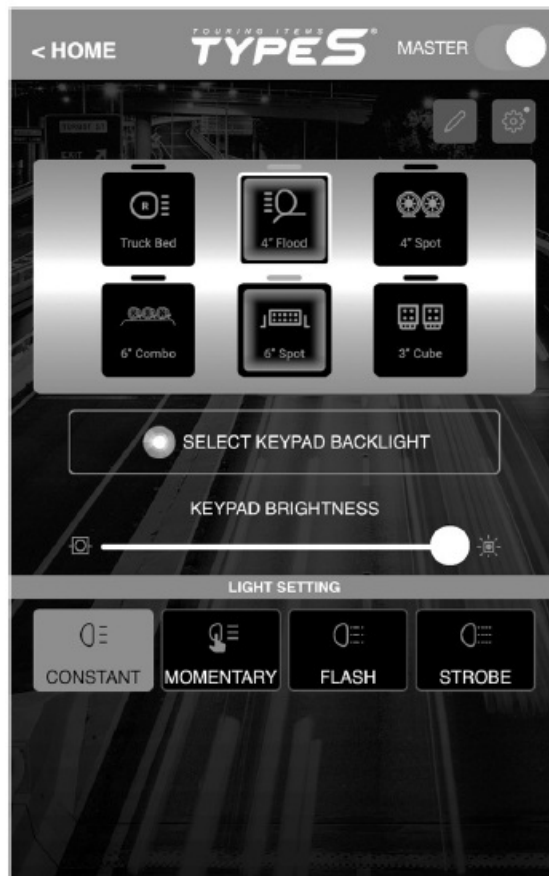 TOURING ITEMS
< HOME
TYPE S®
MASTER
EXIT
Truck Bed
4" Flood
4" Spot
6" Combo
6" Spot
3" Cube
SELECT KEYPAD BACKLIGHT
KEYPAD BRIGHTNESS
LIGHT SETTING
CONSTANT
MOMENTARY
FLASH
STROBE